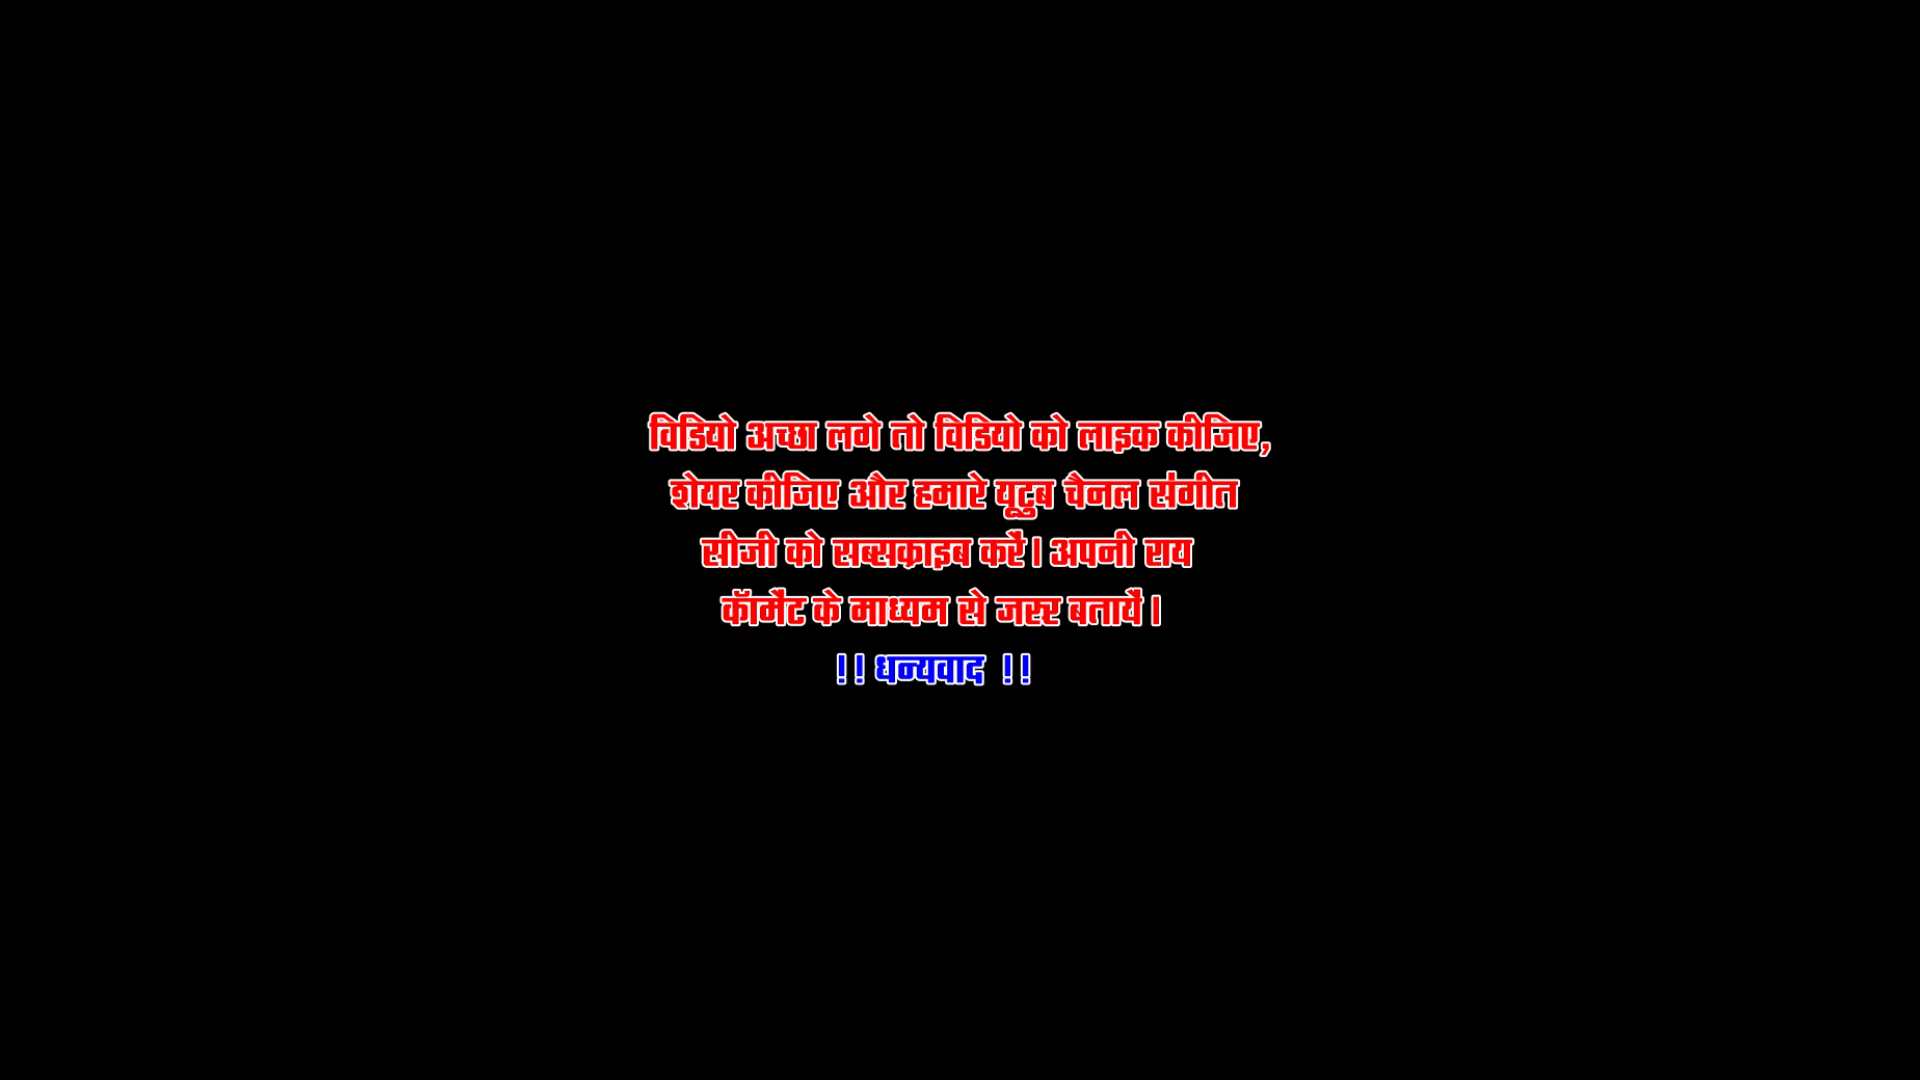 विडियो अच्छा लगे तो विडियो को लाइक कीजिए,
शेयर कीजिए और हमारे यूटुब चैनल संगीत
सीजी को सब्सक्राइब करें। अपनी राय
कॉमेंट के माध्यम से जरुर बतायें।
!! धन्यवाद !!